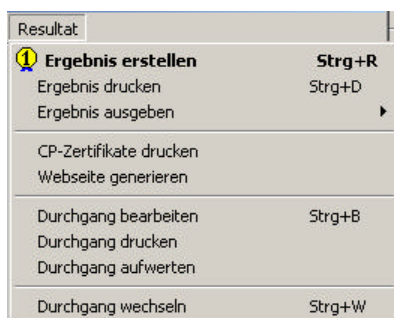 Resultat
1 Ergebnis erstellen Strg+R
Ergebnis drucken Strg+D
Ergebnis ausgeben
CP-Zertifikate drucken
Webseite generieren
Durchgang bearbeiten Strg+B
Durchgang drucken
Durchgang aufwerten
Durchgang wechseln Strg+W